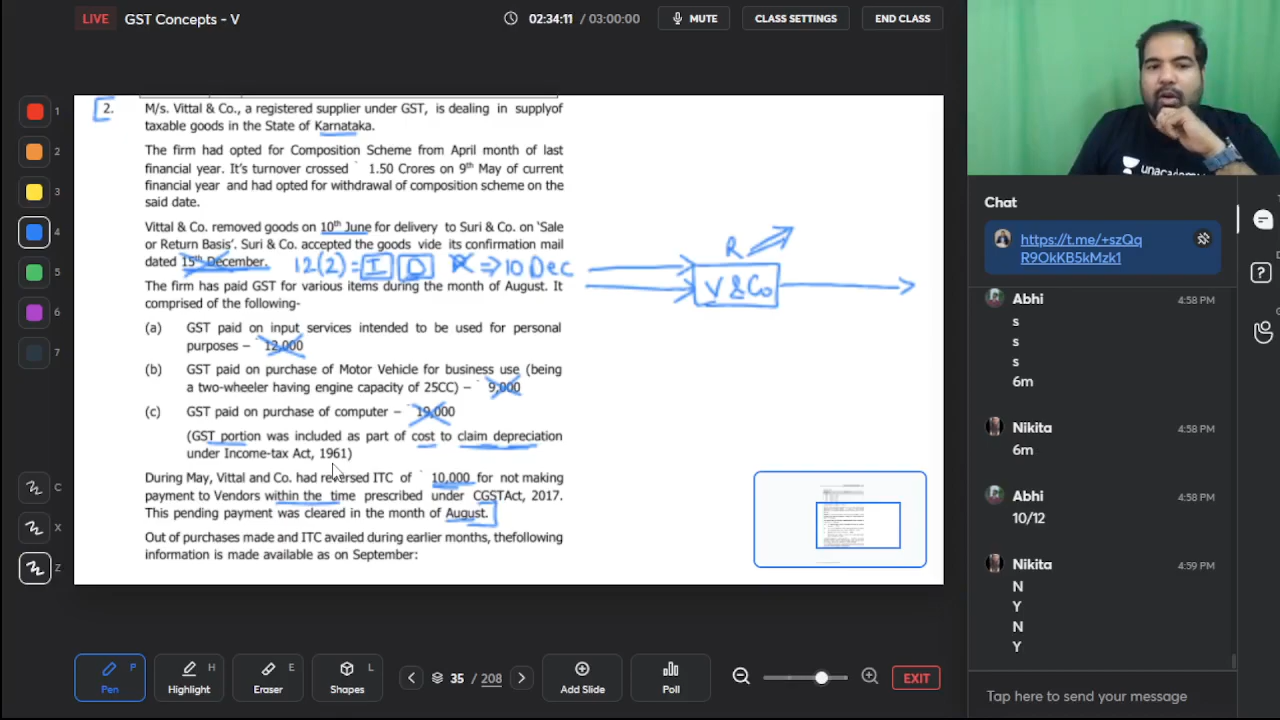 LIVE GST Concepts - V 02:34:11 / 03:00:00 MUTE CLASS SETTINGS END CLASS
1
2
3
4
5
6
7
C
X
Z
2. M/s. Vittal & Co., a registered supplier under GST, is dealing in supplyof
taxable goods in the State of Karnataka.
The firm had opted for Composition Scheme from April month of last
financial year. It's turnover crossed ` 1.50 Crores on 9th May of current
financial year and had opted for withdrawal of composition scheme on the
said date.
Vittal & Co. removed goods on 10th June for delivery to Suri & Co. on 'Sale
or Return Basis'. Suri & Co. accepted the goods vide its confirmation mail
dated 15th December. 12(2) = I D R => 10 Dec
The firm has paid GST for various items during the month of August. It
comprised of the following-
(a) GST paid on input services intended to be used for personal
purposes – ` 12,000
(b) GST paid on purchase of Motor Vehicle for business use (being
a two-wheeler having engine capacity of 25CC) – ` 9,000
(c) GST paid on purchase of computer – ` 19,000
(GST portion was included as part of cost to claim depreciation
under Income-tax Act, 1961)
During May, Vittal and Co. had reversed ITC of ` 10,000 for not making
payment to Vendors within the time prescribed under CGSTAct, 2017.
This pending payment was cleared in the month of August.
Out of purchases made and ITC availed during earlier months, thefollowing
information is made available as on September:
R
V & Co
unacademy
Chat
https://t.me/+szQq
R9OkKB5kMzk1
Abhi 4:58 PM
s
s
s
6m
Nikita 4:58 PM
6m
Abhi 4:58 PM
10/12
Nikita 4:59 PM
N
Y
N
Y
Tap here to send your message
Pen P
Highlight H
Eraser E
Shapes L
35 / 208
Add Slide
Poll
EXIT